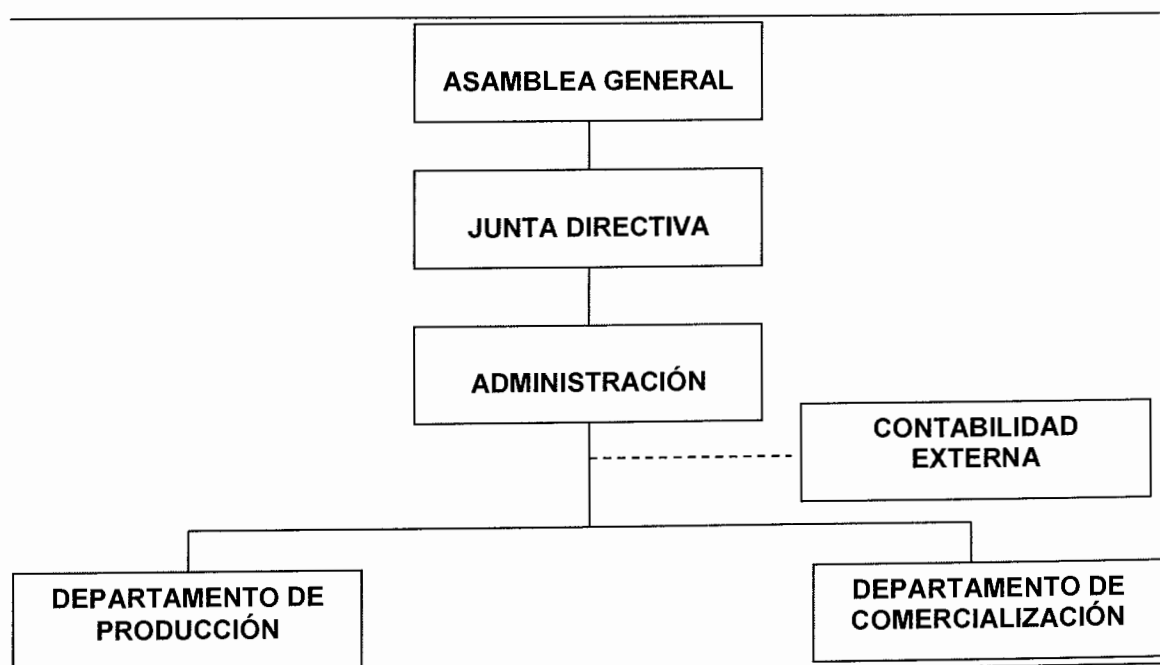 ASAMBLEA GENERAL
JUNTA DIRECTIVA
ADMINISTRACIÓN
CONTABILIDAD
EXTERNA
DEPARTAMENTO DE
PRODUCCIÓN
DEPARTAMENTO DE
COMERCIALIZACIÓN